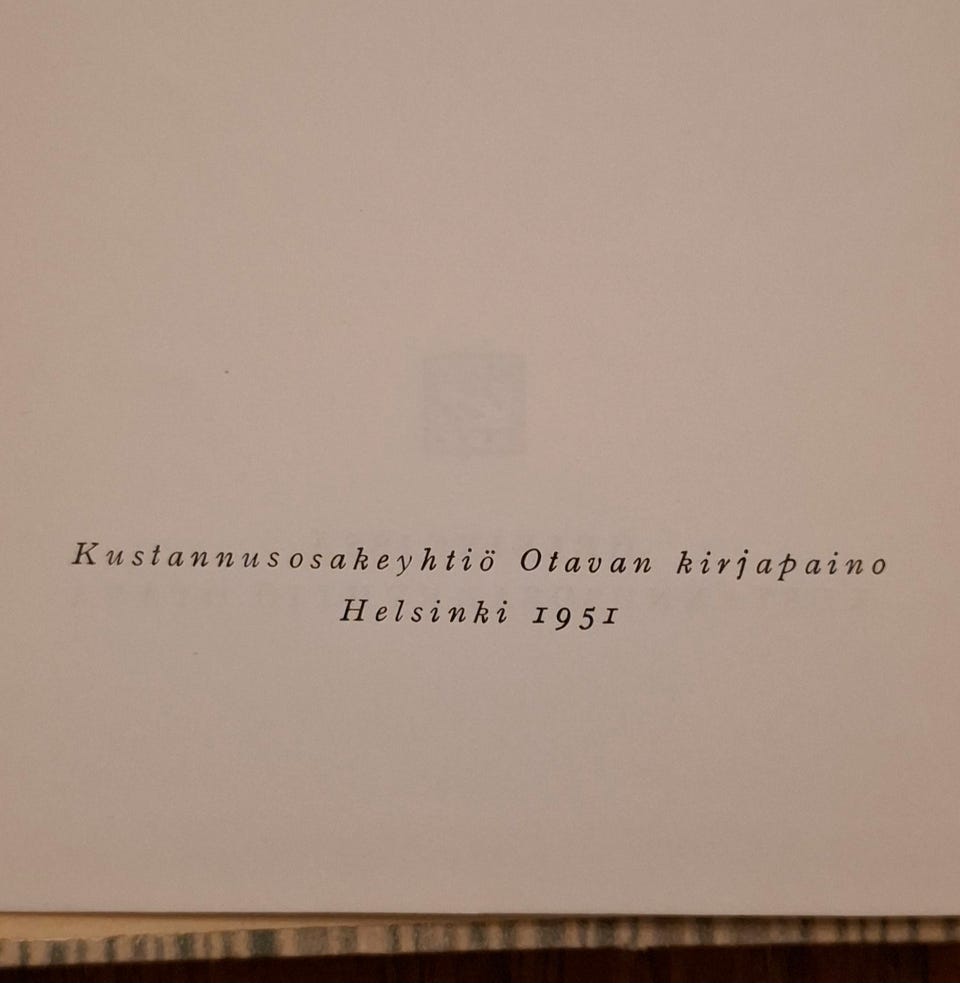 Kustannusosakeyhtiö Otavan kirjapaino
Helsinki 1951